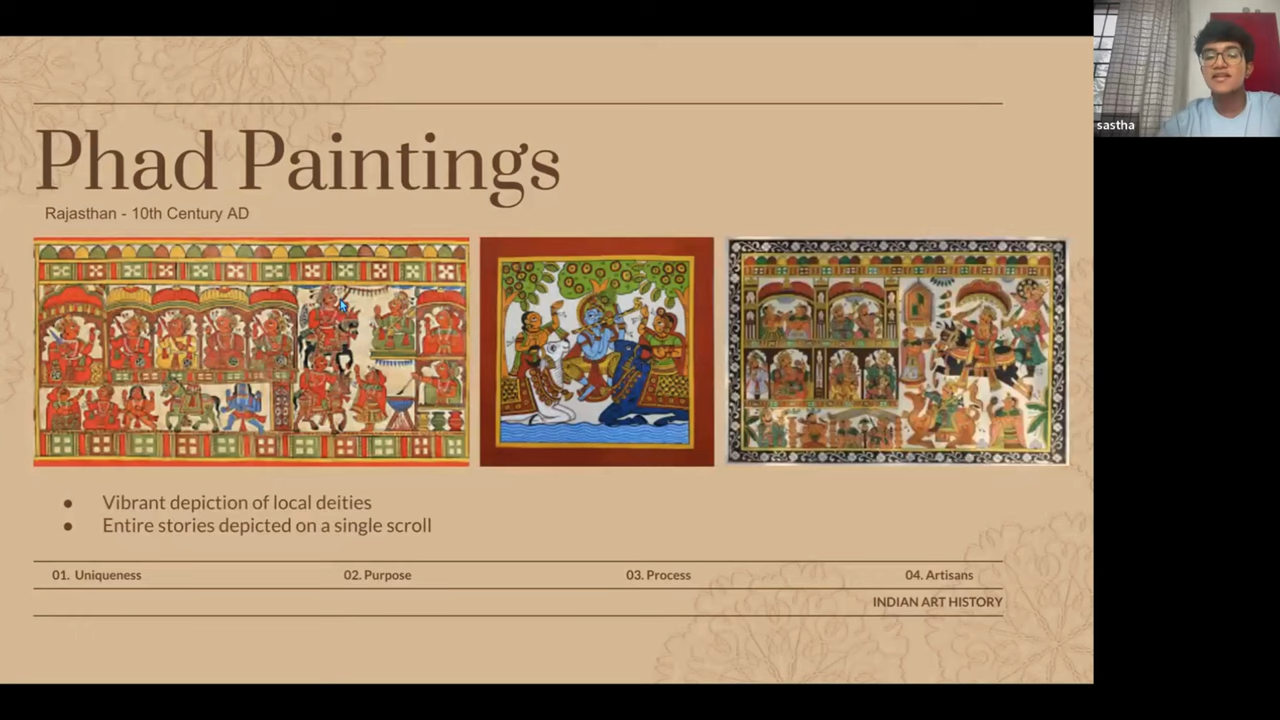 Phad Paintings
Rajasthan - 10th Century AD
● Vibrant depiction of local deities
● Entire stories depicted on a single scroll
01. Uniqueness
02. Purpose
03. Process
04. Artisans
INDIAN ART HISTORY
sastha